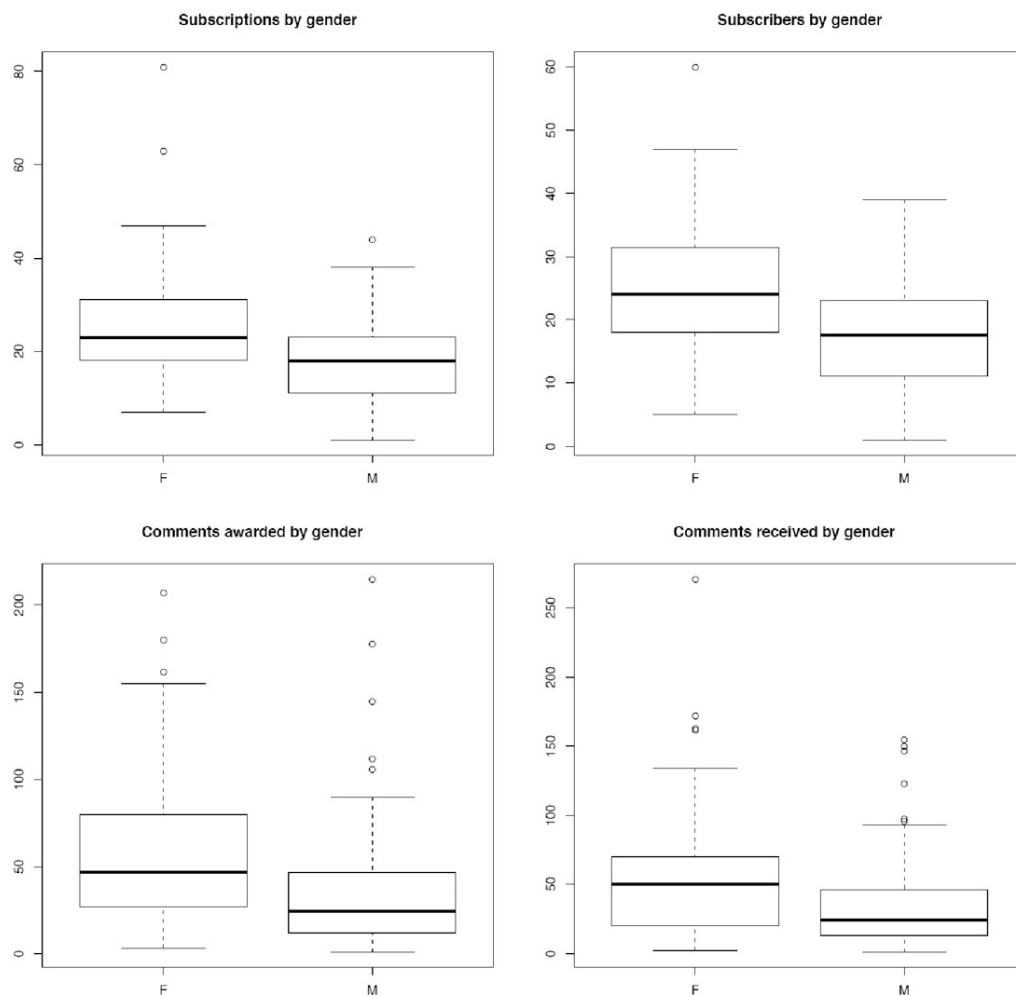 Subscriptions by gender
80
60
40
20
0
F
M
Subscribers by gender
60
50
40
30
20
10
0
F
M
Comments awarded by gender
200
150
100
50
0
F
M
Comments received by gender
250
200
150
100
50
0
F
M